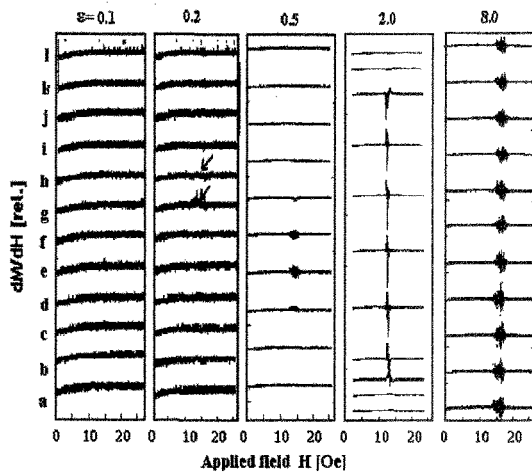 ε= 0.1 0.2 0.5 2.0 8.0
l
k
j
i
h
g
f
e
d
c
b
a
dM/dH [rel.]
0 10 20 0 10 20 0 10 20 0 10 20 0 10 20
Applied field H [Oe]